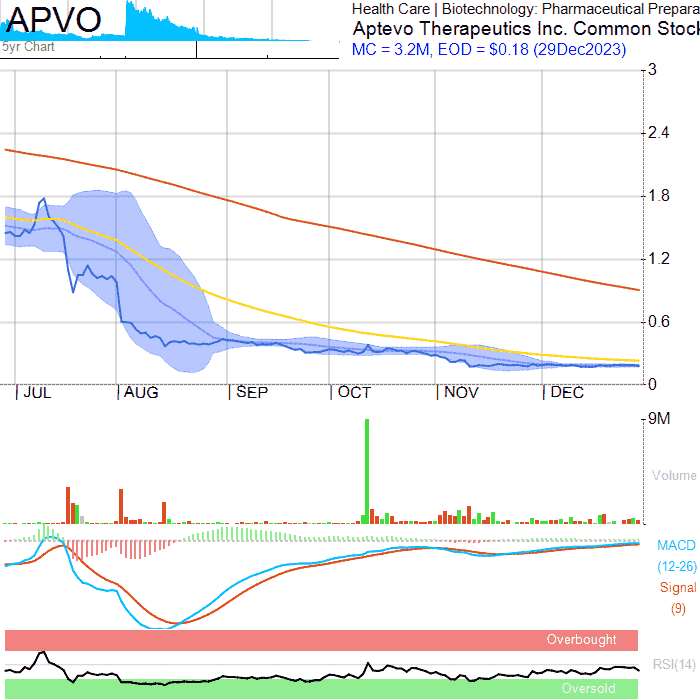 APVO
5yr Chart
Health Care | Biotechnology: Pharmaceutical Prepara
Aptevo Therapeutics Inc. Common Stock
MC = 3.2M, EOD = $0.18 (29Dec2023)
3
2.4
1.8
1.2
0.6
0
JUL
AUG
SEP
OCT
NOV
DEC
9M
Volume
MACD
(12-26)
Signal
(9)
Overbought
RSI(14)
Oversold